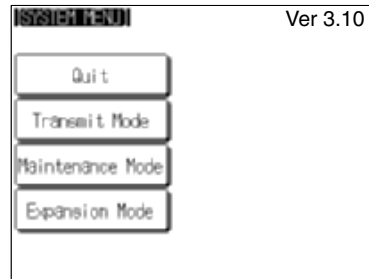 [SYSTEM MENU]
Ver 3.10
Quit
Transmit Mode
Maintenance Mode
Expansion Mode